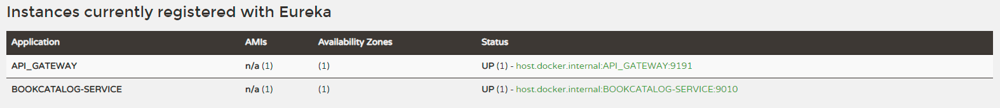 Instances currently registered with Eureka
Application AMIs Availability Zones Status
API_GATEWAY n/a (1) (1) UP (1) - host.docker.internal:API_GATEWAY:9191
BOOKCATALOG-SERVICE n/a (1) (1) UP (1) - host.docker.internal:BOOKCATALOG-SERVICE:9010